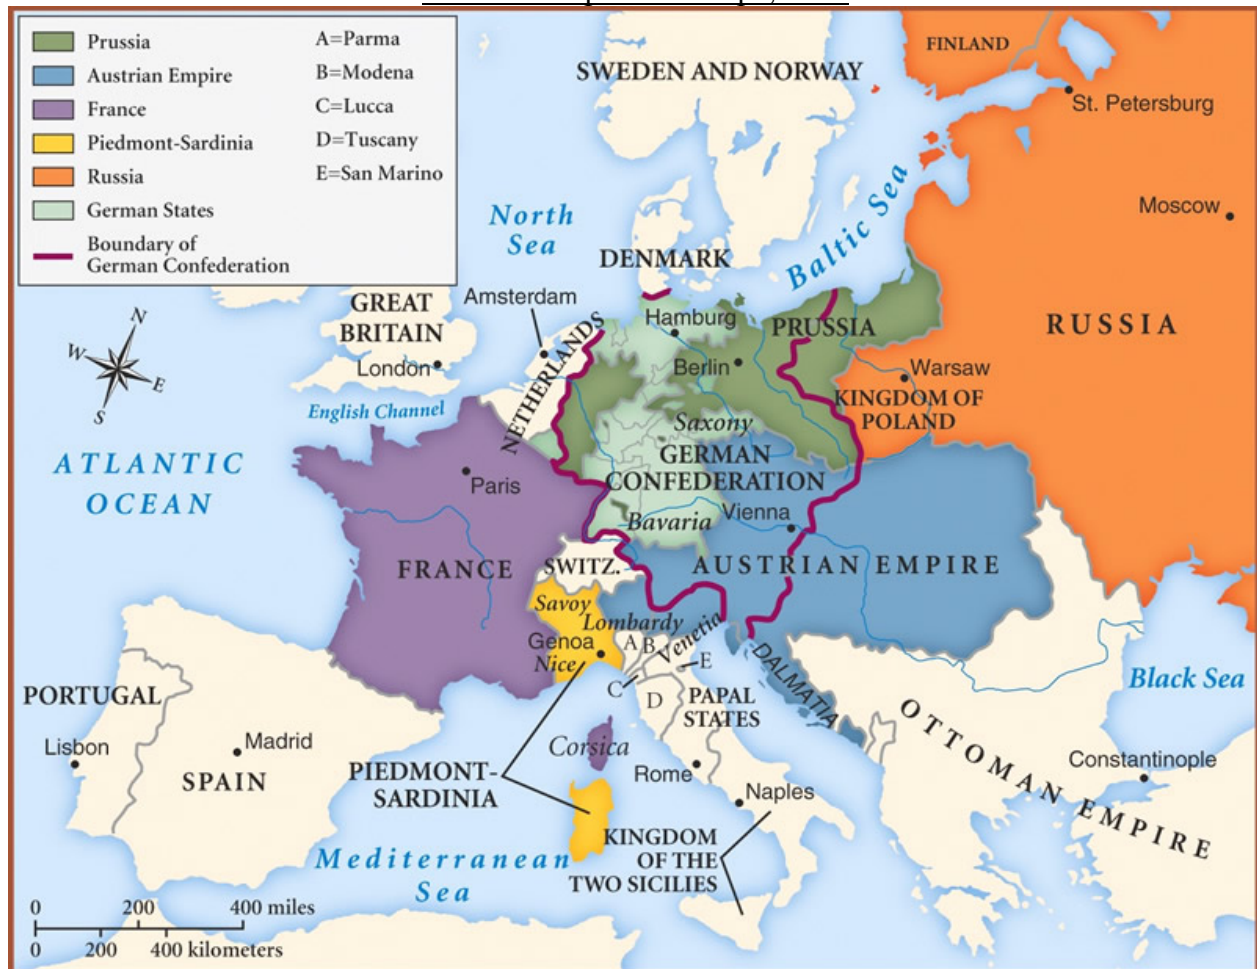 Prussia
Austrian Empire
France
Piedmont-Sardinia
Russia
German States
Boundary of
German Confederation
A=Parma
B=Modena
C=Lucca
D=Tuscany
E=San Marino
FINLAND
SWEDEN AND NORWAY
St. Petersburg
Moscow
North
Sea
Baltic Sea
DENMARK
N
W
E
S
GREAT
BRITAIN
Amsterdam
London
English Channel
NETHERLANDS
Hamburg
PRUSSIA
RUSSIA
Berlin
Warsaw
KINGDOM OF
POLAND
Saxony
GERMAN
CONFEDERATION
ATLANTIC
OCEAN
Paris
Bavaria
Vienna
FRANCE
SWITZ.
AUSTRIAN EMPIRE
Savoy
Lombardy
Venetia
Genoa
Nice
A
B
C
D
E
DALMATIA
Black Sea
PORTUGAL
Lisbon
Madrid
SPAIN
PAPAL
STATES
Corsica
PIEDMONT-
SARDINIA
Rome
Naples
OTTOMAN EMPIRE
Constantinople
KINGDOM
OF THE
TWO SICILIES
Mediterranean
Sea
0 200 400 miles
0 200 400 kilometers